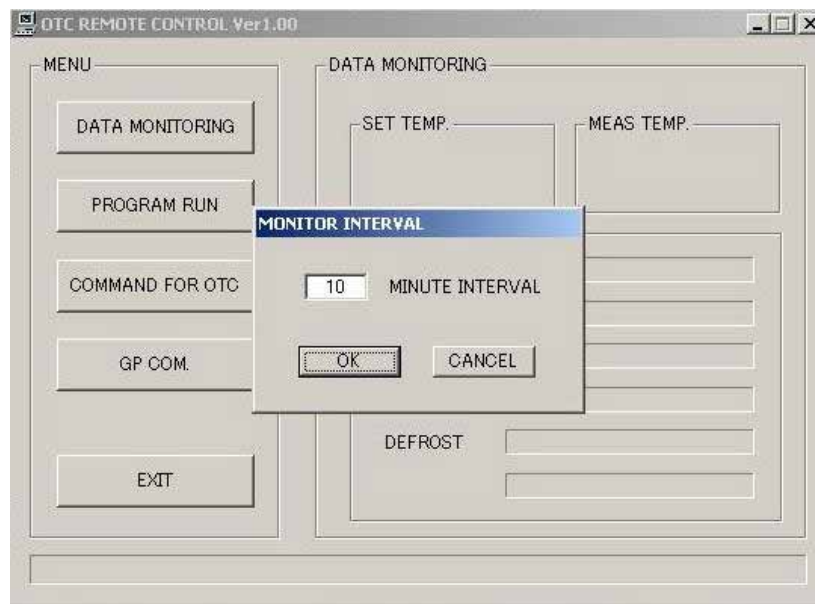 OTC REMOTE CONTROL Ver1.00
MENU
DATA MONITORING
PROGRAM RUN
COMMAND FOR OTC
GP COM.
EXIT
DATA MONITORING
SET TEMP.
MEAS TEMP.
MONITOR INTERVAL
10 MINUTE INTERVAL
OK CANCEL
DEFROST